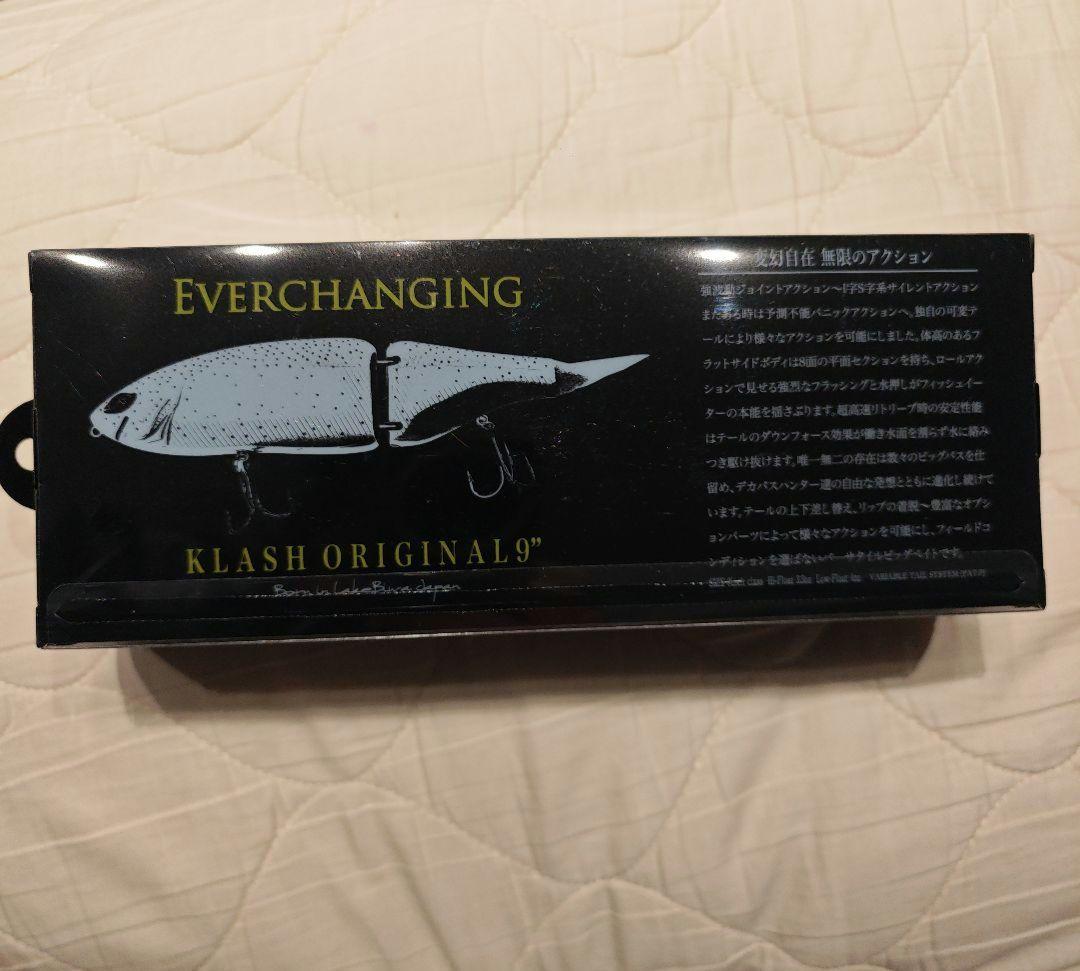 EVERCHANGING
KLASH ORIGINAL 9”
Born in Lake Biwa Japan
変幻自在 無限のアクション
強波動ジョイントアクション〜I字S字系サイレントアクション
またある時は予測不能パニックアクションへ。独自の可変テ
ールにより様々なアクションを可能にしました。体高のあるフ
ラットサイドボディは8面の平面セクションを持ち、ロールアク
ションで見せる強烈なフラッシングと水押しがフィッシュイー
ターの本能を揺さぶります。超高速リトリーブ時の安定性能
はテールのダウンフォース効果が働き水面を割らず水に絡み
つき駆け抜けます。唯一無二の存在は数々のビッグバスを仕
留め、デカバスハンター達の自由な発想とともに進化し続けて
います。テールの上下差し替え、リップの着脱〜豊富なオプシ
ョンパーツによって様々なアクションを可能にし、フィールドコ
ンディションを選ばないバーサタイルビッグベイトです。
class Hi-Float 3.9oz Low-Float 4oz VARIABLE TAIL SYSTEM (PAT.P)